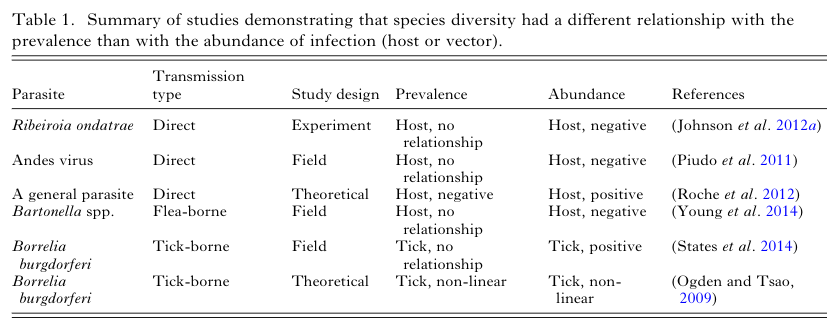 Table 1. Summary of studies demonstrating that species diversity had a different relationship with the
prevalence than with the abundance of infection (host or vector).
Parasite Transmission type Study design Prevalence Abundance References
Ribeiroia ondatrae Direct Experiment Host, no relationship Host, negative (Johnson et al. 2012a)
Andes virus Direct Field Host, no relationship Host, negative (Piudo et al. 2011)
A general parasite Direct Theoretical Host, negative Host, positive (Roche et al. 2012)
Bartonella spp. Flea-borne Field Host, no relationship Host, negative (Young et al. 2014)
Borrelia burgdorferi Tick-borne Field Tick, no relationship Tick, positive (States et al. 2014)
Borrelia burgdorferi Tick-borne Theoretical Tick, non-linear Tick, non-linear (Ogden and Tsao, 2009)